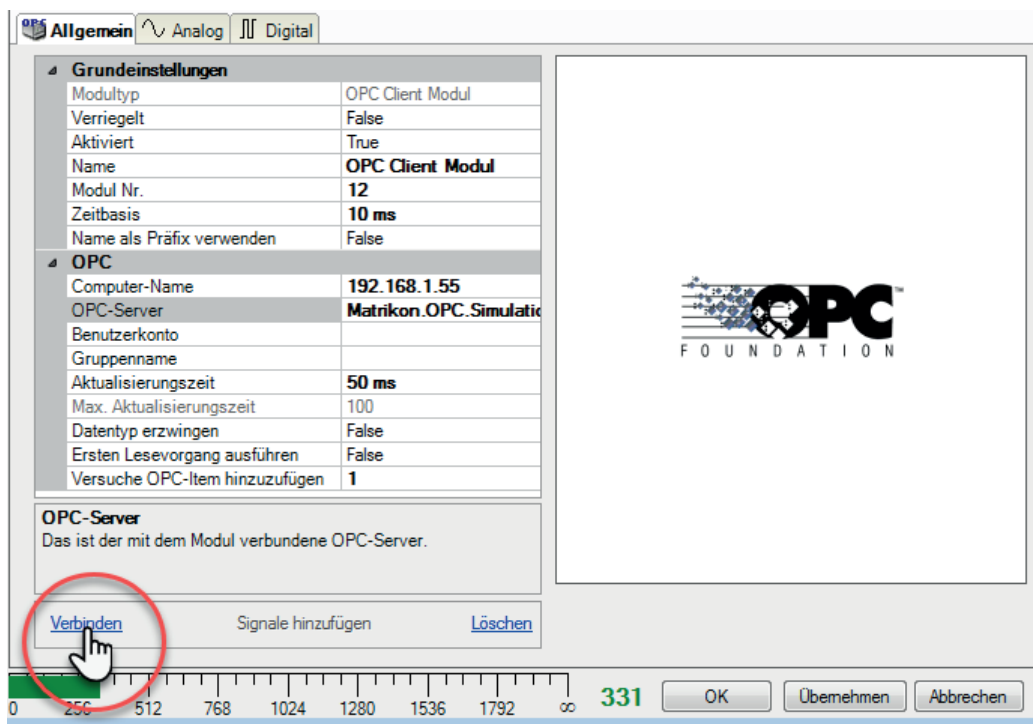 Allgemein Analog Digital
Grundeinstellungen
Modultyp OPC Client Modul
Verriegelt False
Aktiviert True
Name OPC Client Modul
Modul Nr. 12
Zeitbasis 10 ms
Name als Präfix verwenden False
OPC
Computer-Name 192.168.1.55
OPC-Server Matrikon.OPC.Simulatio
Benutzerkonto
Gruppenname
Aktualisierungszeit 50 ms
Max. Aktualisierungszeit 100
Datentyp erzwingen False
Ersten Lesevorgang ausführen False
Versuche OPC-Item hinzuzufügen 1
OPC-Server
Das ist der mit dem Modul verbundene OPC-Server.
Verbinden Signale hinzufügen Löschen
OPC™
FOUNDATION
0 256 512 768 1024 1280 1536 1792 ∞ 331 OK Übernehmen Abbrechen